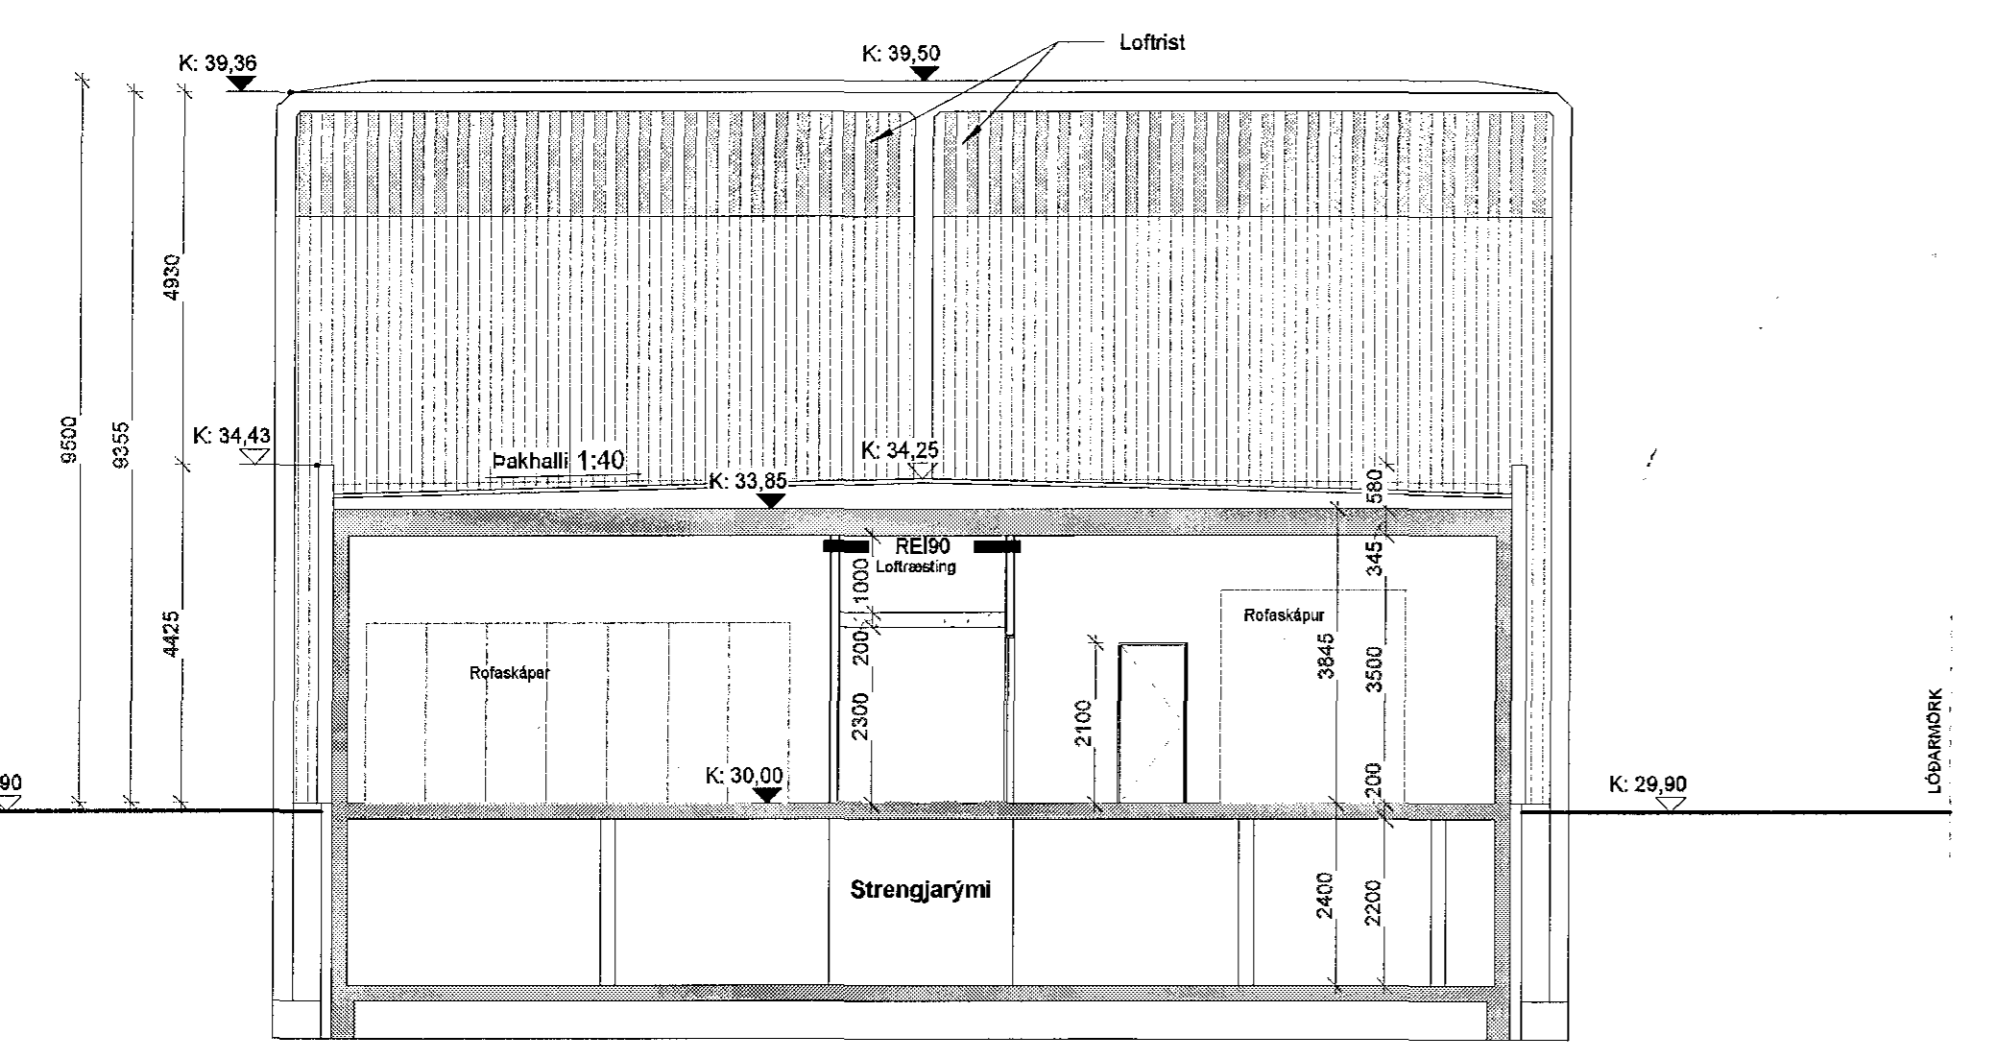 Loftrist
K: 39,50
K: 39,36
4930
9500
9355
K: 34,43
Þakhalli 1:40
K: 34,25
K: 33,85
580
REI90
Loftræsting
1000
345
Rofaskápur
4425
200
3845
3500
Rofaskápar
2300
2100
LÓÐARMÖRK
K: 30,00
200
90
K: 29,90
Strengjarými
2400
2200